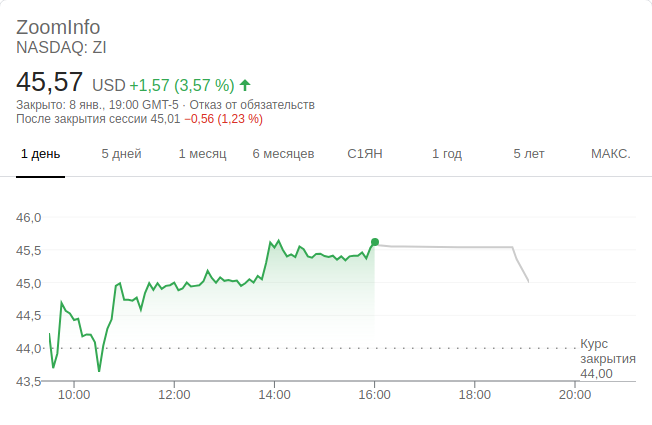 ZoomInfo
NASDAQ: ZI
45,57 USD +1,57 (3,57 %)
Закрыто: 8 янв., 19:00 GMT-5 · Отказ от обязательств
После закрытия сессии 45,01 −0,56 (1,23 %)
1 день 5 дней 1 месяц 6 месяцев С1ЯН 1 год 5 лет МАКС.
46,0
45,5
45,0
44,5
44,0
43,5
Курс
закрытия
44,00
10:00 12:00 14:00 16:00 18:00 20:00